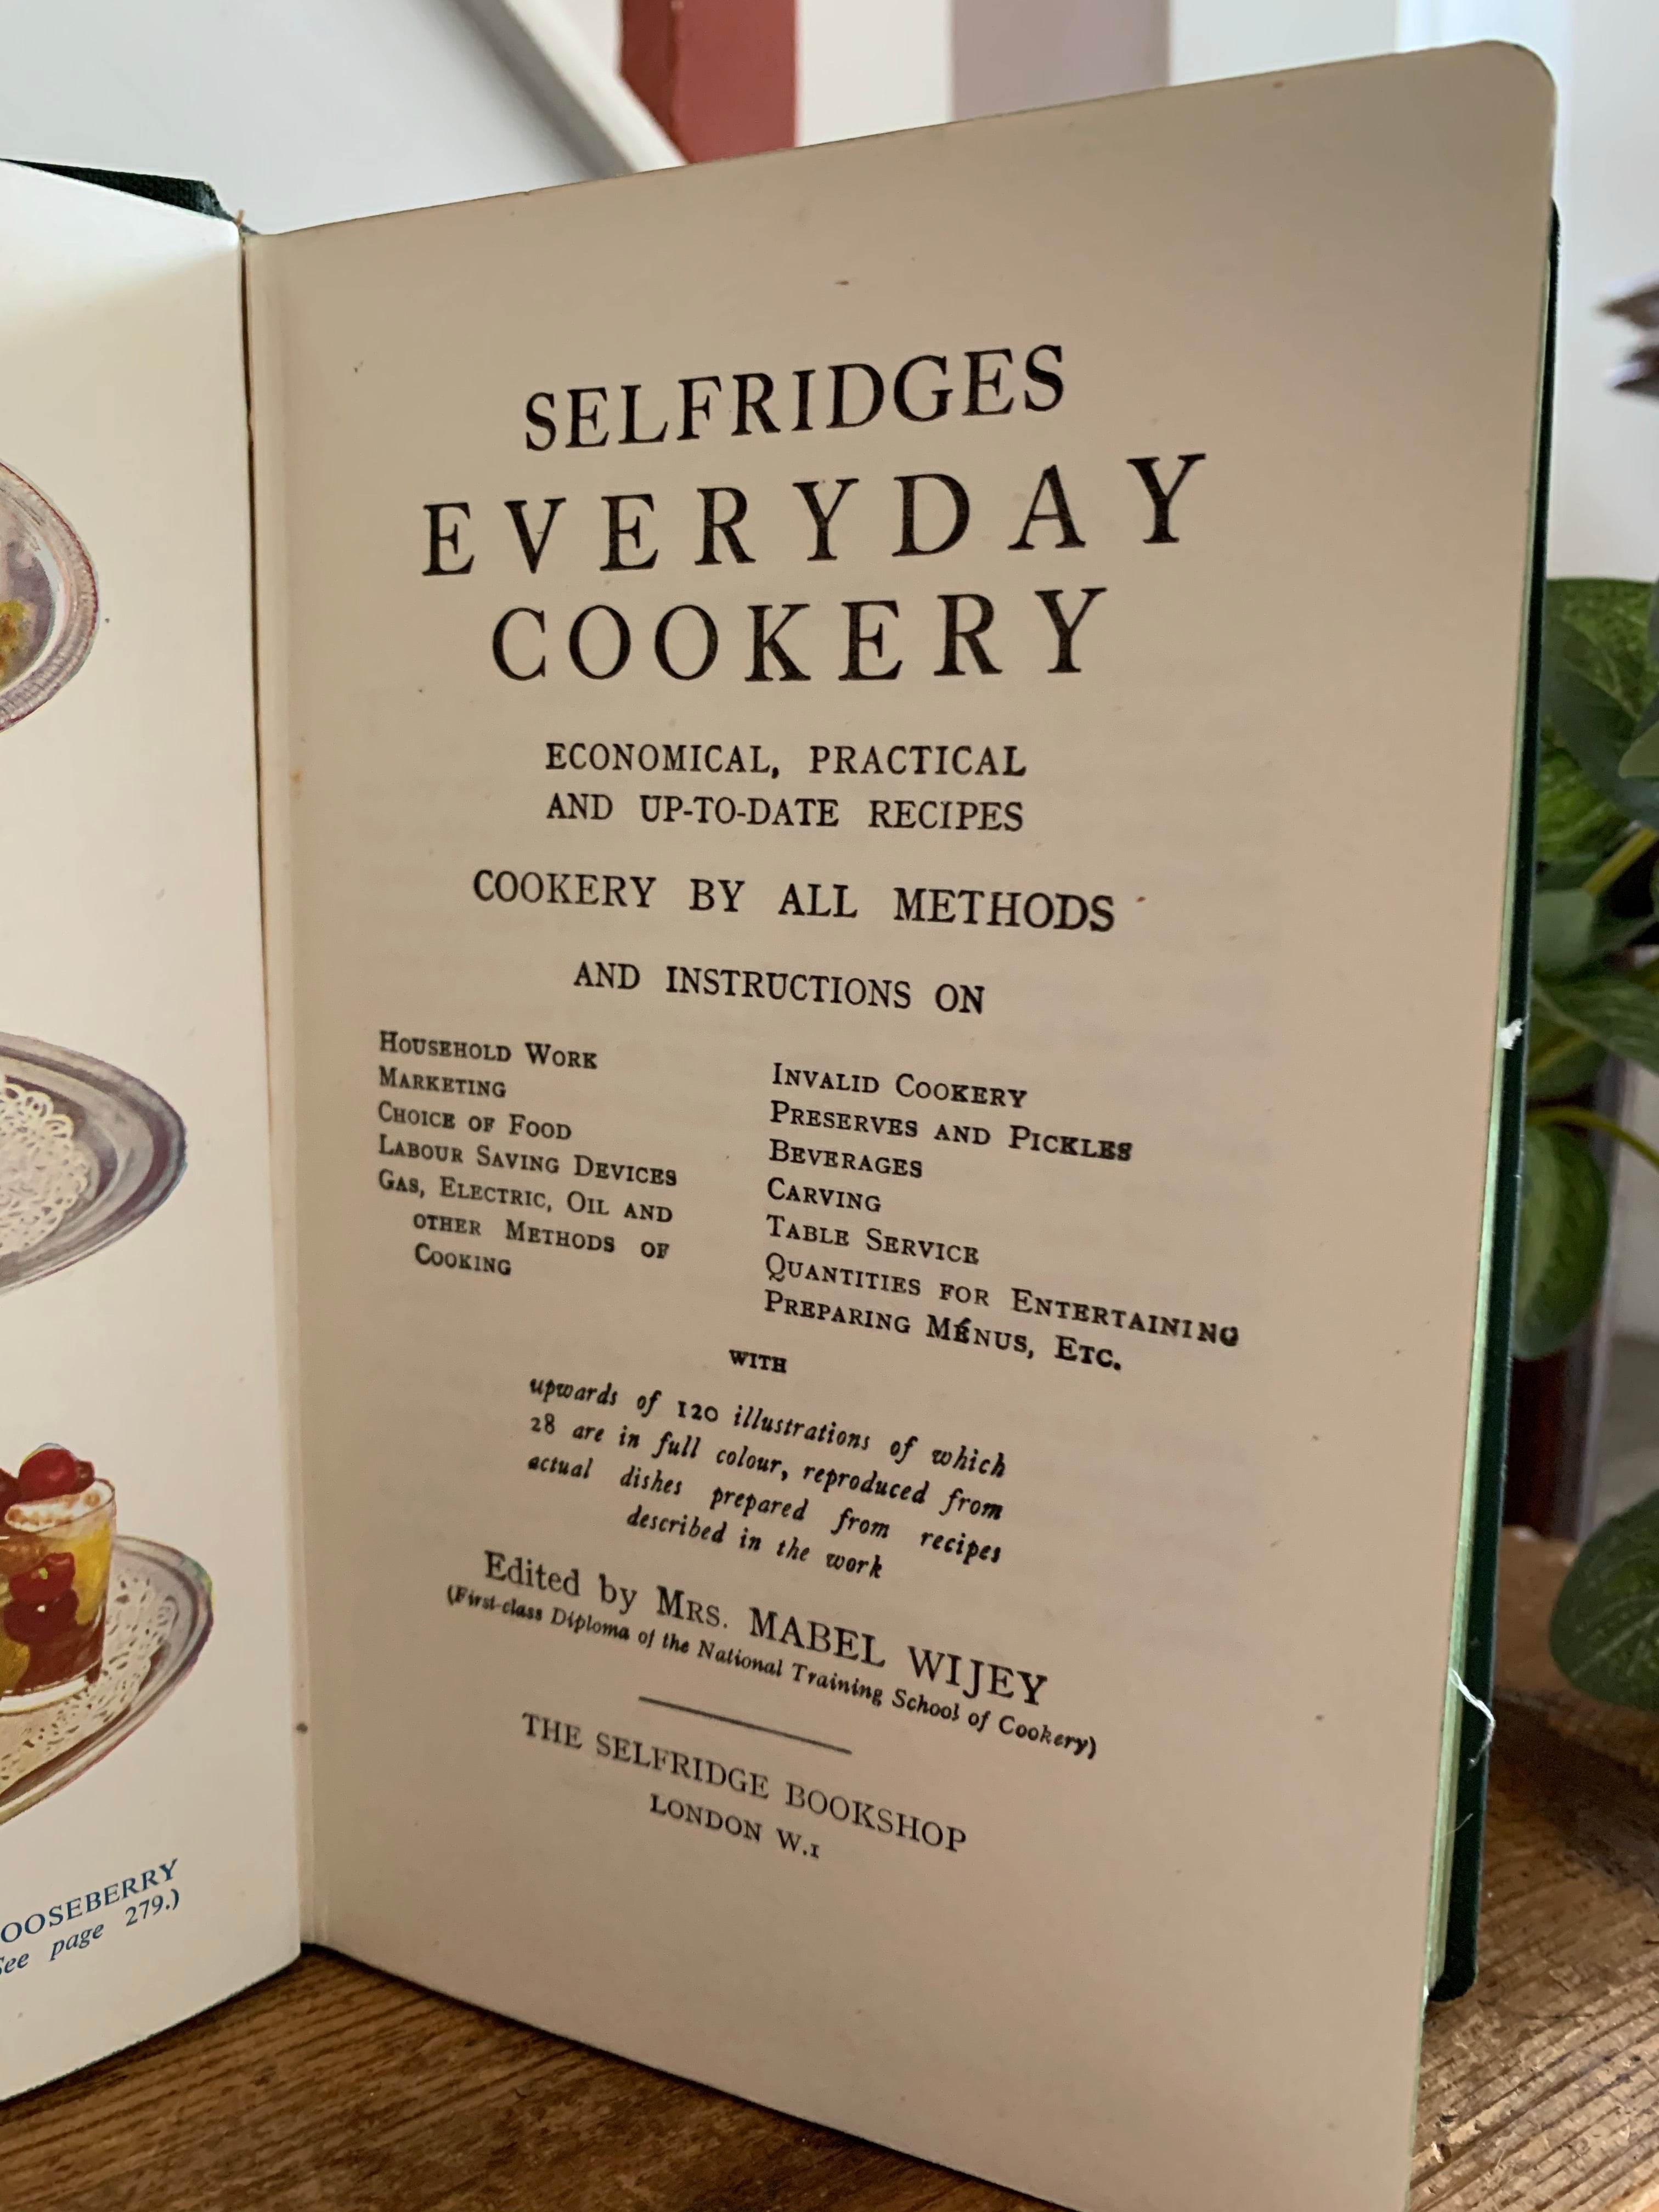 OOSEBERRY
See page 279.)
SELFRIDGES
EVERYDAY
COOKERY
ECONOMICAL, PRACTICAL
AND UP-TO-DATE RECIPES
COOKERY BY ALL METHODS
AND INSTRUCTIONS ON
HOUSEHOLD WORK
MARKETING
CHOICE OF FOOD
LABOUR SAVING DEVICES
GAS, ELECTRIC, OIL AND
OTHER METHODS OF
COOKING
INVALID COOKERY
PRESERVES AND PICKLES
BEVERAGES
CARVING
TABLE SERVICE
QUANTITIES FOR ENTERTAINING
PREPARING MÉNUS, ETC.
WITH
upwards of 120 illustrations of which
28 are in full colour, reproduced from
actual dishes prepared from recipes
described in the work
Edited by MRS. MABEL WIJEY
(First-class Diploma of the National Training School of Cookery)
THE SELFRIDGE BOOKSHOP
LONDON W.1